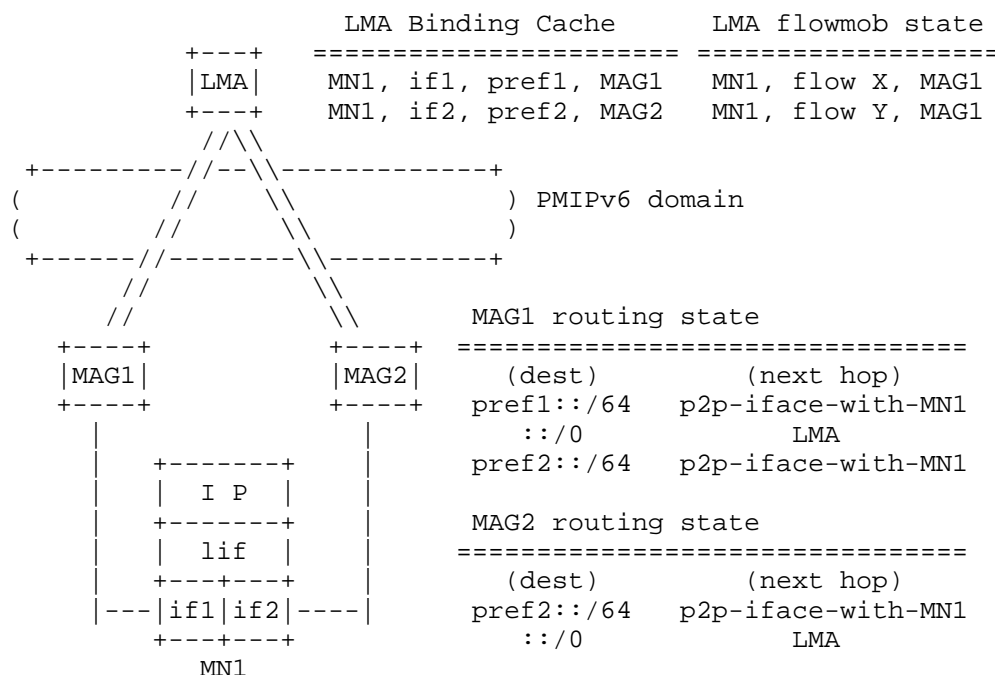 LMA Binding Cache LMA flowmob state
+---+ ======================= ===================
|LMA| MN1, if1, pref1, MAG1 MN1, flow X, MAG1
+---+ MN1, if2, pref2, MAG2 MN1, flow Y, MAG1
//\\
+---------//--\\-------------+
( // \\ ) PMIPv6 domain
( // \\ )
+------//--------\\----------+
// \\
// \\ MAG1 routing state
+----+ +----+ ================================
|MAG1| |MAG2| (dest) (next hop)
+----+ +----+ pref1::/64 p2p-iface-with-MN1
| | ::/0 LMA
| +-------+ | pref2::/64 p2p-iface-with-MN1
| | I P | |
| +-------+ | MAG2 routing state
| | lif | | ================================
| +---+---+ | (dest) (next hop)
|---|if1|if2|----| pref2::/64 p2p-iface-with-MN1
+---+---+ ::/0 LMA
MN1